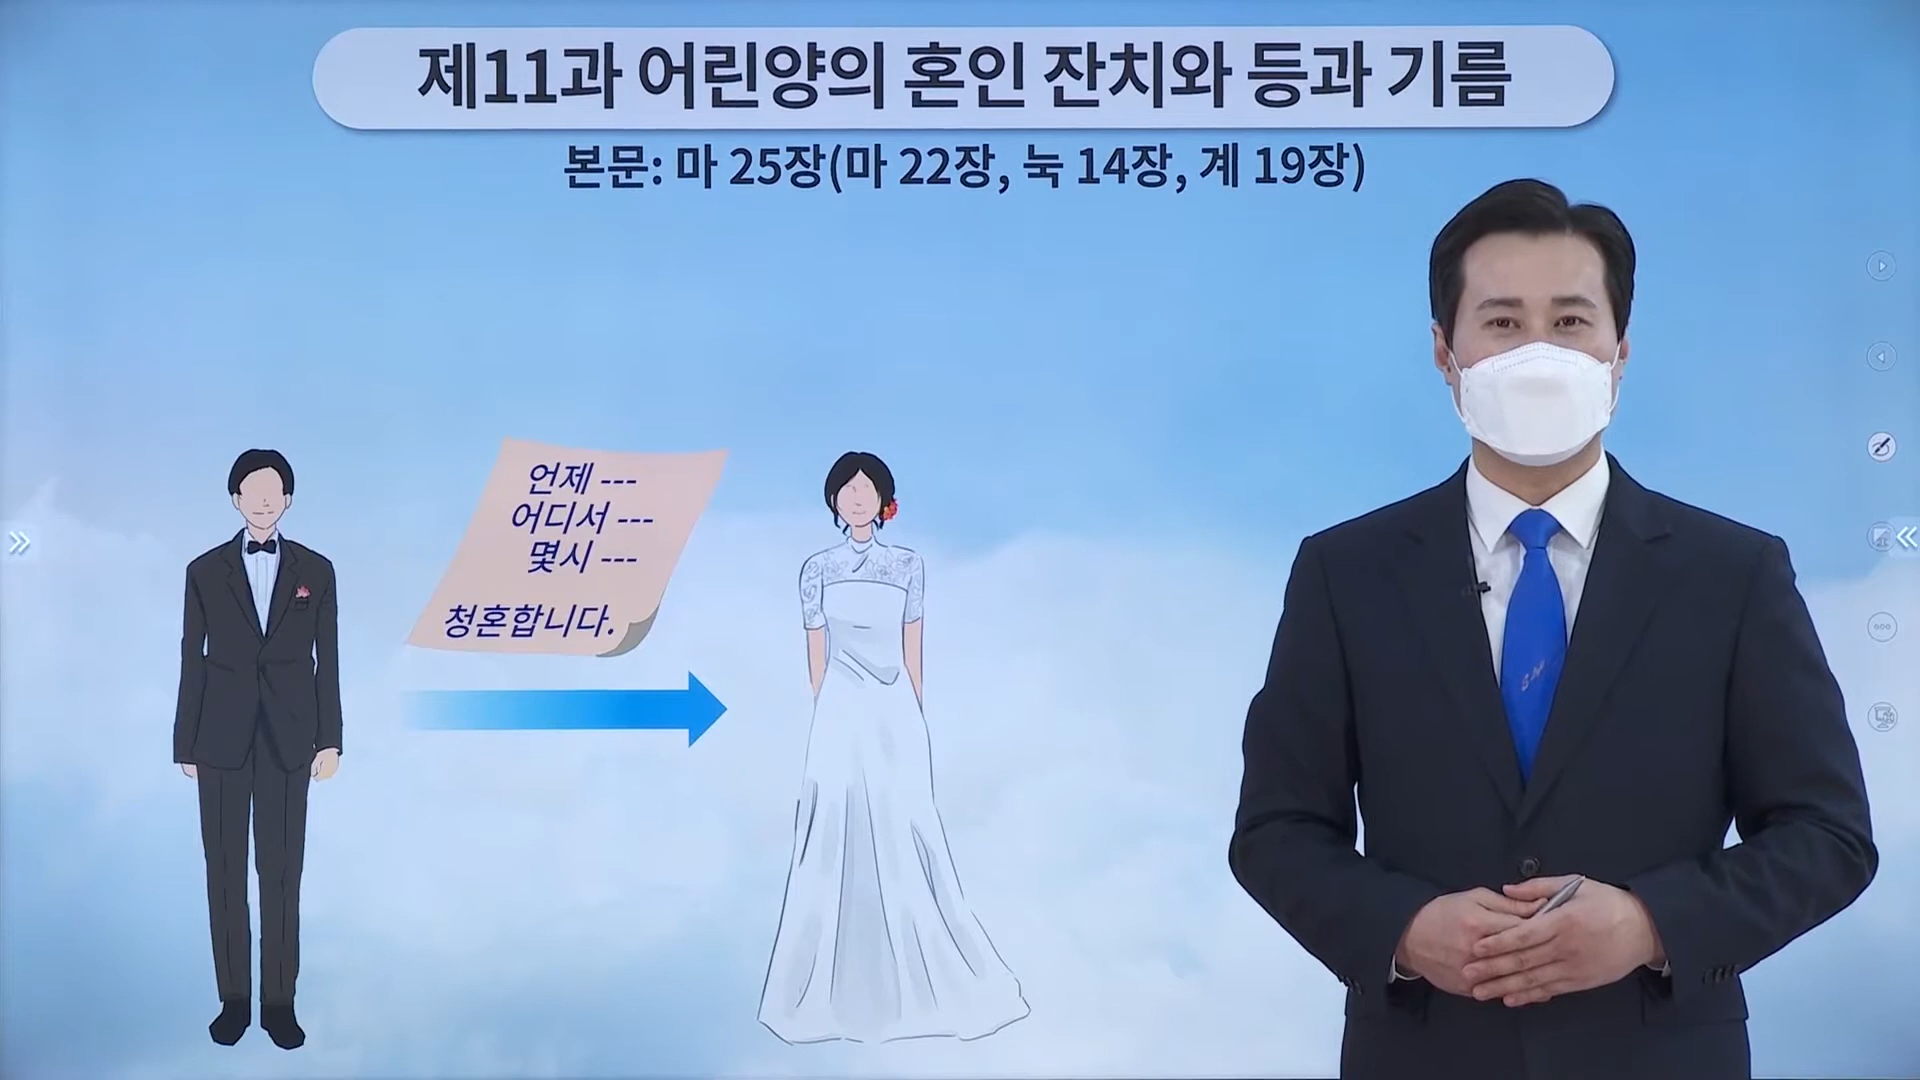 제11과 어린양의 혼인 잔치와 등과 기름
본문: 마 25장(마 22장, 눅 14장, 계 19장)
언제 ---
어디서 ---
몇시 ---
청혼합니다.